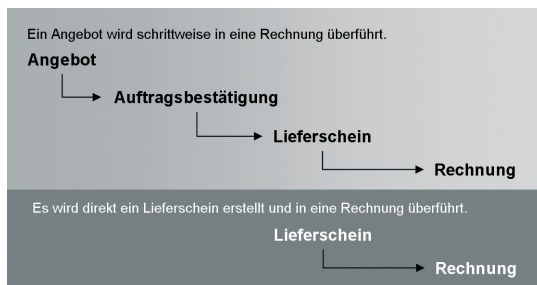 Ein Angebot wird schrittweise in eine Rechnung überführt.
Angebot
Auftragsbestätigung
Lieferschein
Rechnung
Es wird direkt ein Lieferschein erstellt und in eine Rechnung überführt.
Lieferschein
Rechnung